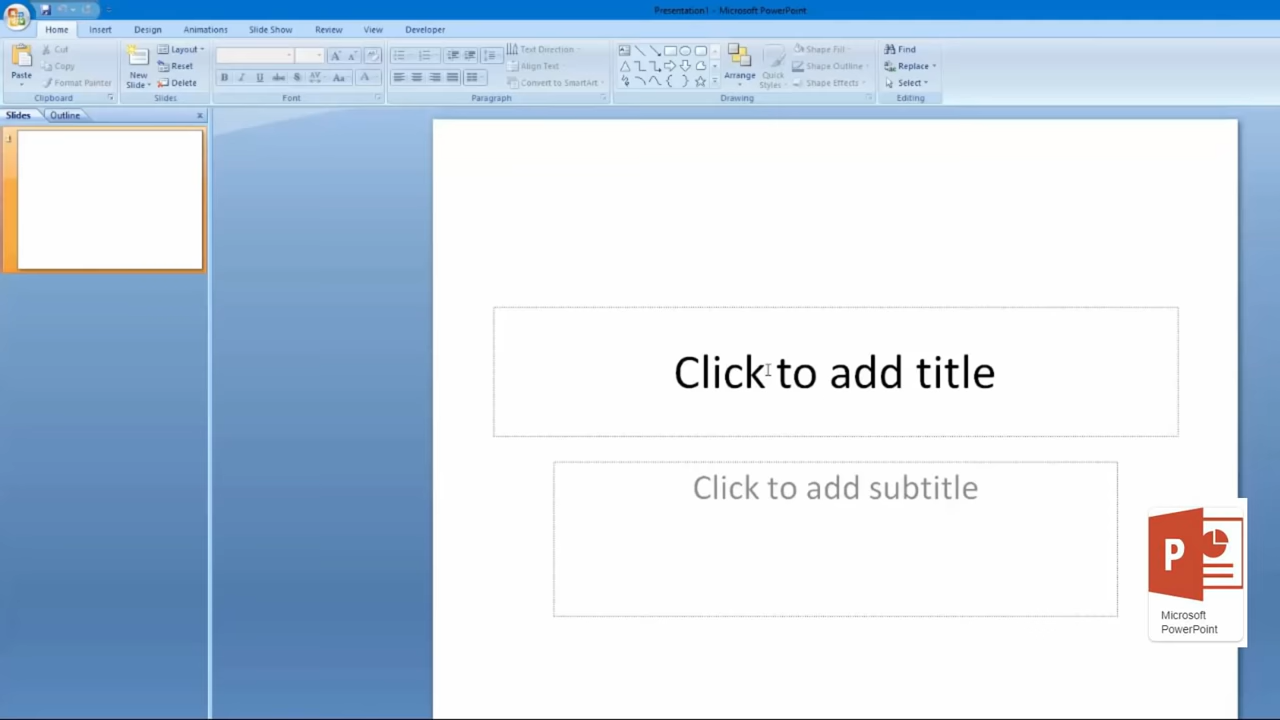 Presentation1 - Microsoft PowerPoint
Home Insert Design Animations Slide Show Review View Developer
Paste
Cut
Copy
Format Painter
Clipboard
New
Slide
Layout
Reset
Delete
Slides
B I U abc S AV Aa A
Font
Text Direction
Align Text
Convert to SmartArt
Paragraph
Arrange
Quick
Styles
Shape Fill
Shape Outline
Shape Effects
Drawing
Find
Replace
Select
Editing
Slides Outline
1
Click to add title
Click to add subtitle
P
Microsoft
PowerPoint